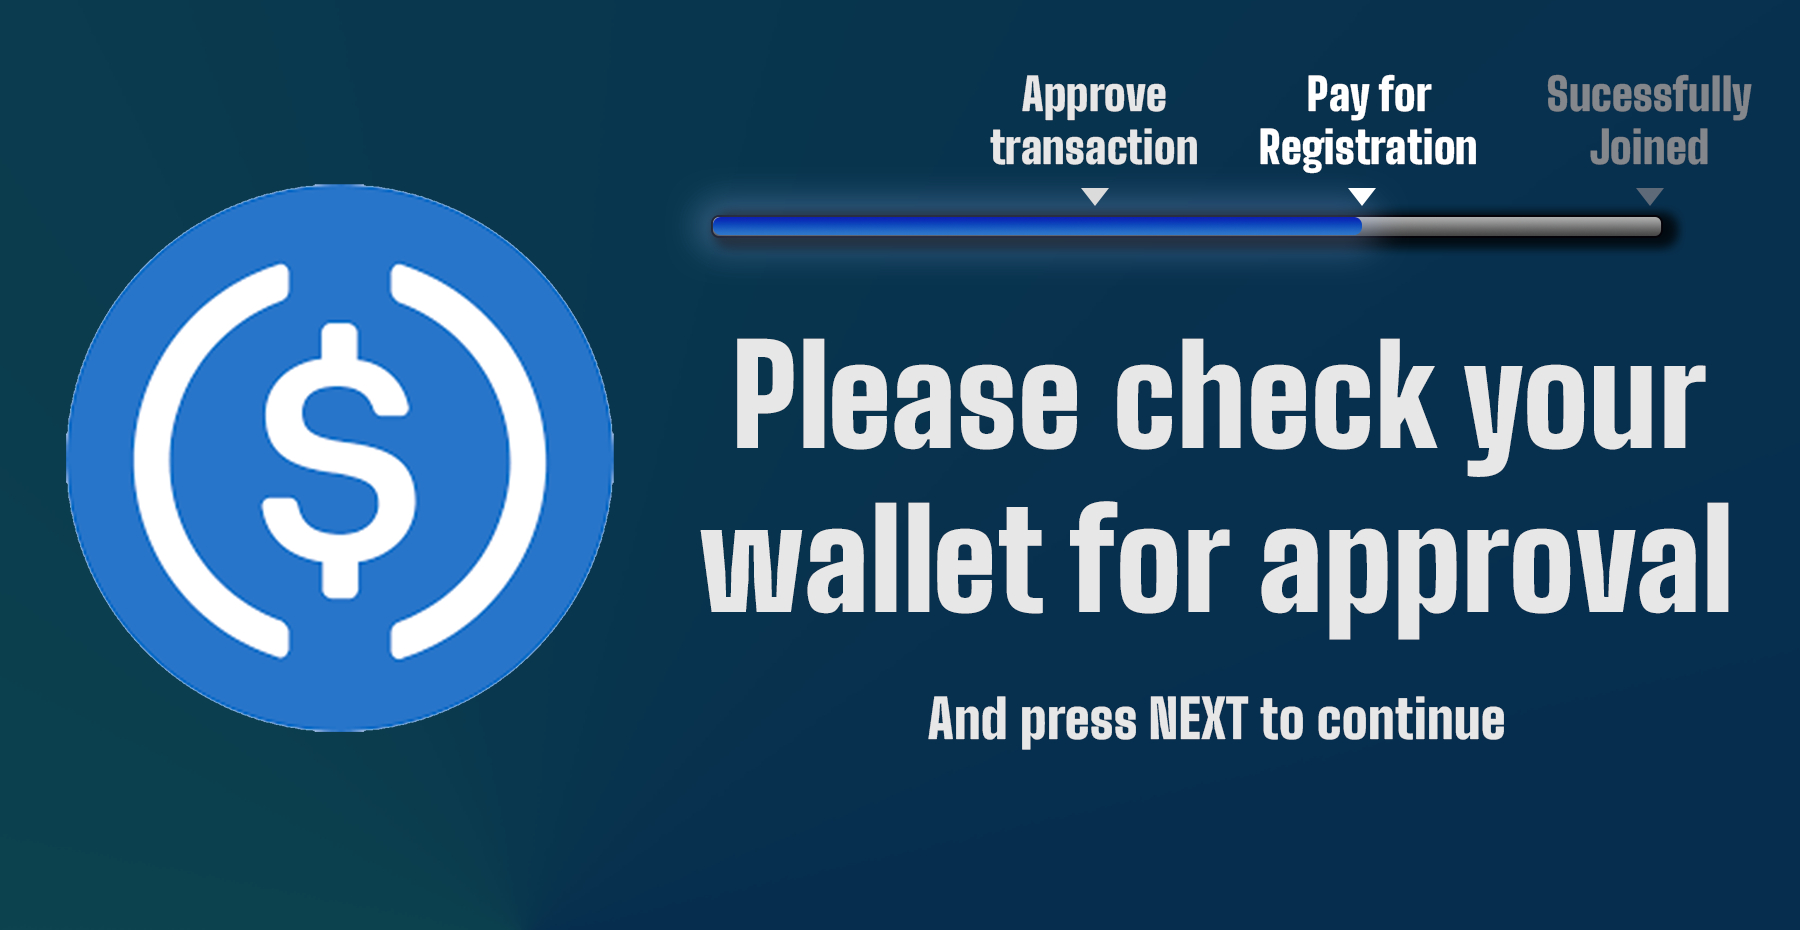 Approve
transaction
Pay for
Registration
Sucessfully
Joined
$
Please check your
wallet for approval
And press NEXT to continue